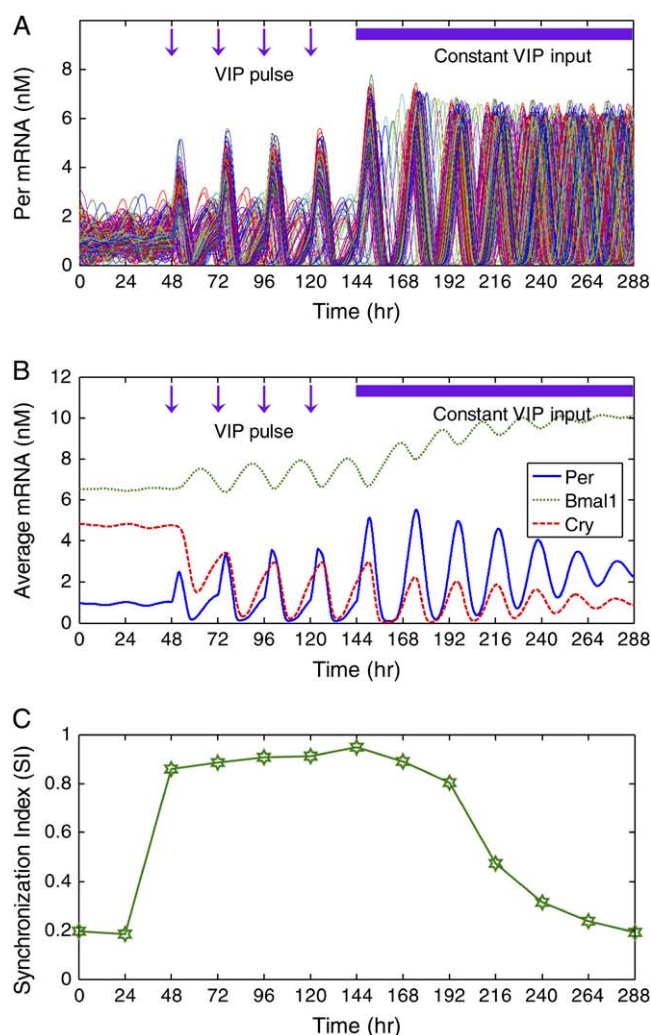 A
VIP pulse
Constant VIP input
Per mRNA (nM)
8
6
4
2
0
0 24 48 72 96 120 144 168 192 216 240 264 288
Time (hr)
B
12
10
8
6
4
2
0
VIP pulse
Constant VIP input
Per
Bmal1
Cry
Average mRNA (nM)
0 24 48 72 96 120 144 168 192 216 240 264 288
Time (hr)
C
1
0.8
0.6
0.4
0.2
0
Synchronization Index (SI)
0 24 48 72 96 120 144 168 192 216 240 264 288
Time (hr)